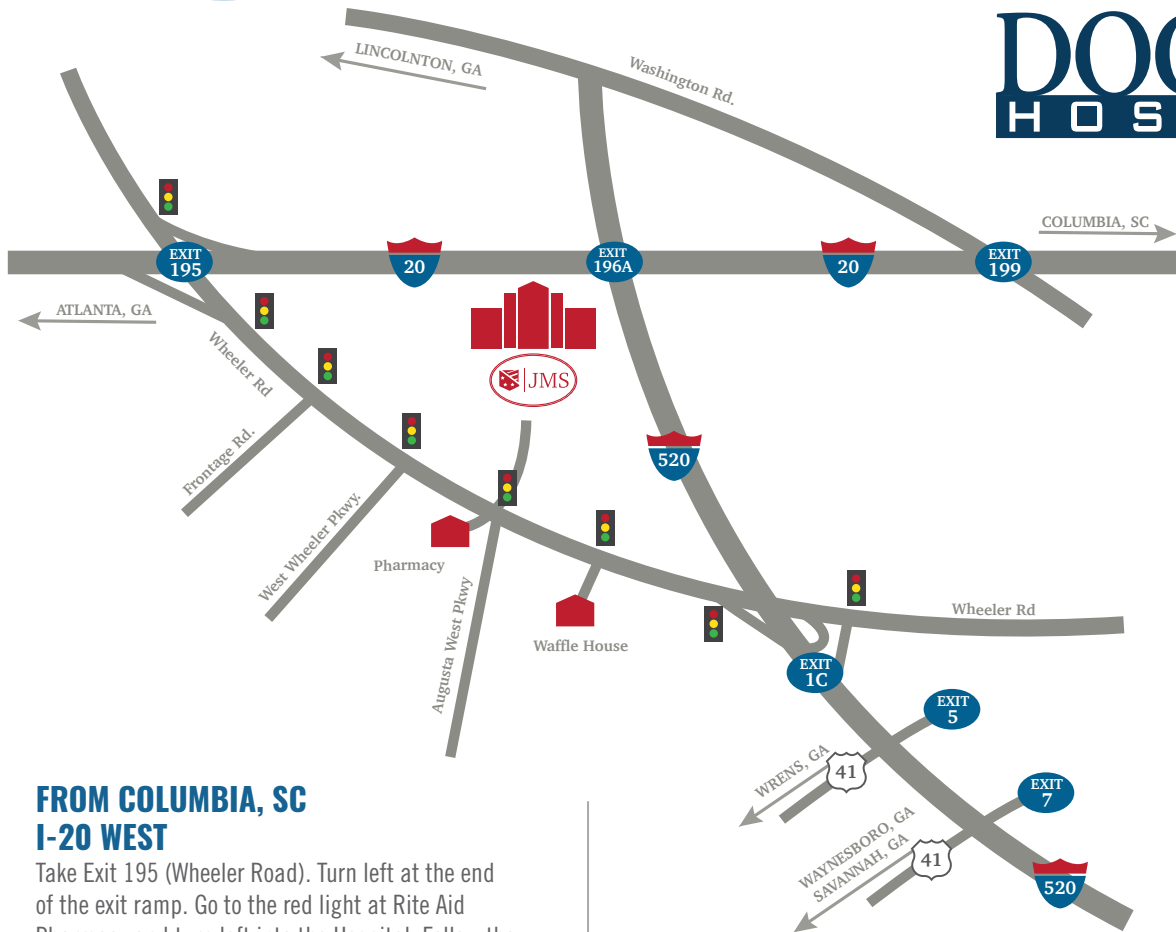 LINCOLNTON, GA
Washington Rd.
HOS
COLUMBIA, SC
EXIT
195
20
EXIT
196A
20
EXIT
199
ATLANTA, GA
Wheeler Rd
JMS
Frontage Rd.
520
West Wheeler Pkwy.
Pharmacy
Augusta West Pkwy
Waffle House
Wheeler Rd
EXIT
1C
EXIT
5
WRENS, GA
41
EXIT
7
WAYNESBORO, GA
SAVANNAH, GA
41
520
FROM COLUMBIA, SC
I-20 WEST
Take Exit 195 (Wheeler Road). Turn left at the end
of the exit ramp. Go to the red light at Rite Aid